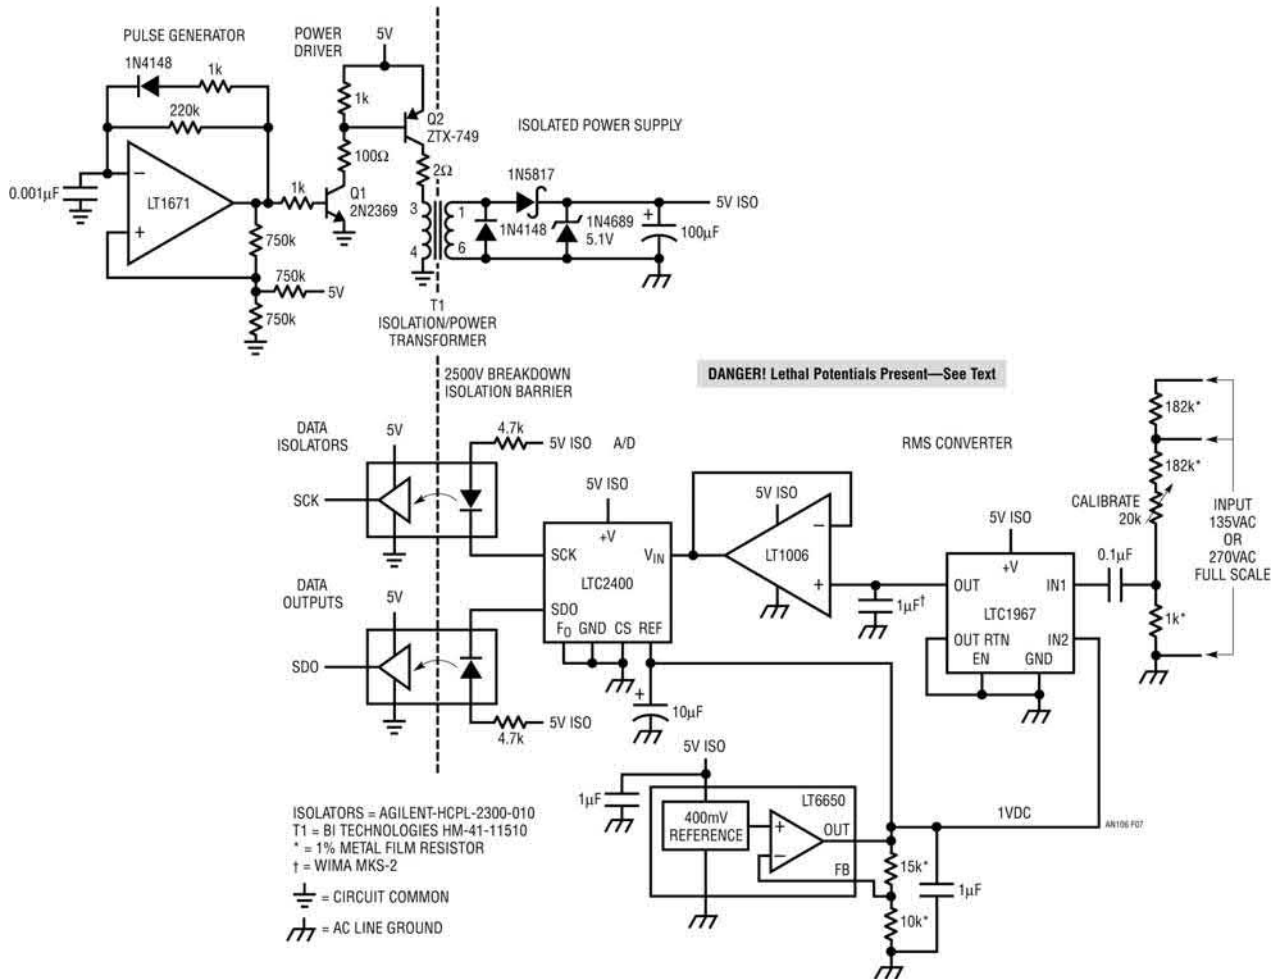 PULSE GENERATOR
1N4148
1k
220k
0.001µF
LT1671
−
+
1k
750k
750k
5V
750k
POWER
DRIVER
5V
1k
100Ω
Q1
2N2369
Q2
ZTX-749
2Ω
3
4
1
6
T1
ISOLATION/POWER
TRANSFORMER
ISOLATED POWER SUPPLY
1N5817
1N4148
1N4689
5.1V
+
100µF
5V ISO
2500V BREAKDOWN
ISOLATION BARRIER
DANGER! Lethal Potentials Present—See Text
DATA
ISOLATORS
5V
SCK
4.7k
5V ISO
A/D
DATA
OUTPUTS
5V
SDO
4.7k
5V ISO
5V ISO
+V
SCK
VIN
LTC2400
SDO
FO GND CS REF
+
10µF
5V ISO
−
LT1006
+
1µF†
RMS CONVERTER
5V ISO
+V
OUT
IN1
LTC1967
OUT RTN
IN2
EN
GND
0.1µF
182k*
182k*
CALIBRATE
20k
1k*
INPUT
135VAC
OR
270VAC
FULL SCALE
5V ISO
1µF
LT6650
400mV
REFERENCE
+
−
OUT
FB
15k*
10k*
1µF
1VDC
AN106 F07
ISOLATORS = AGILENT-HCPL-2300-010
T1 = BI TECHNOLOGIES HM-41-11510
* = 1% METAL FILM RESISTOR
† = WIMA MKS-2
= CIRCUIT COMMON
= AC LINE GROUND